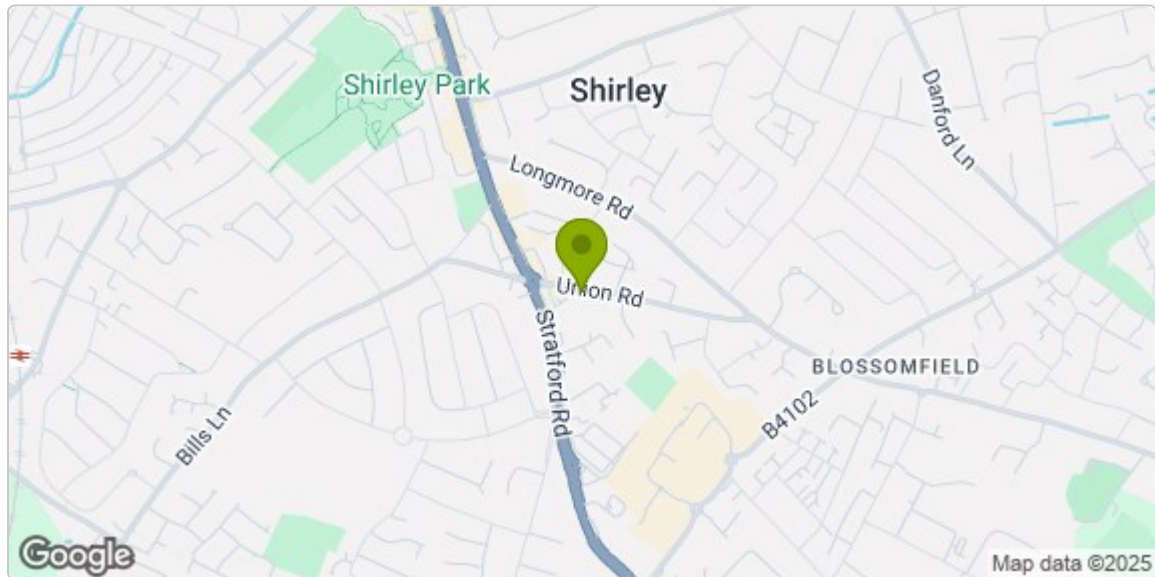 Shirley Park
Shirley
Danford Ln
Longmore Rd
Union Rd
Stratford Rd
BLOSSOMFIELD
B4102
Bills Ln
Google
Map data ©2025